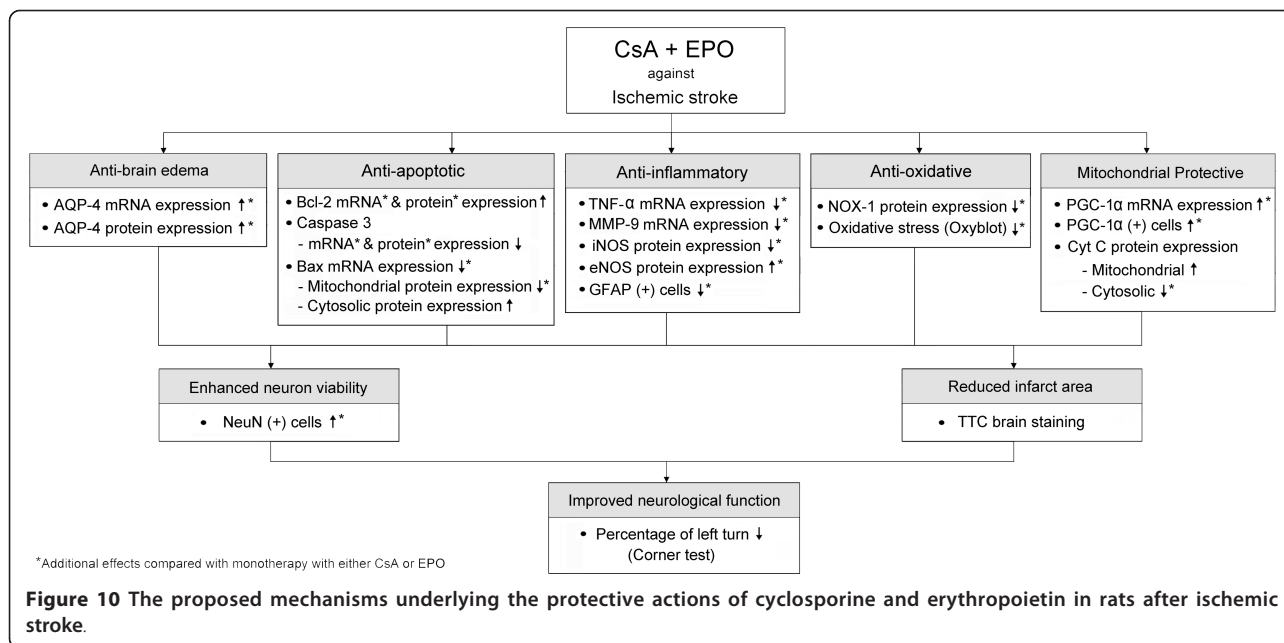 CsA + EPO
against
Ischemic stroke
Anti-brain edema
• AQP-4 mRNA expression ↑*
• AQP-4 protein expression ↑*
Anti-apoptotic
• Bcl-2 mRNA* & protein* expression ↑
• Caspase 3
- mRNA* & protein* expression ↓
• Bax mRNA expression ↓*
- Mitochondrial protein expression ↓*
- Cytosolic protein expression ↑
Anti-inflammatory
• TNF-α mRNA expression ↓*
• MMP-9 mRNA expression ↓*
• iNOS protein expression ↓*
• eNOS protein expression ↑*
• GFAP (+) cells ↓*
Anti-oxidative
• NOX-1 protein expression ↓*
• Oxidative stress (Oxyblot) ↓*
Mitochondrial Protective
• PGC-1α mRNA expression ↑*
• PGC-1α (+) cells ↑*
• Cyt C protein expression
- Mitochondrial ↑
- Cytosolic ↓*
Enhanced neuron viability
• NeuN (+) cells ↑*
Reduced infarct area
• TTC brain staining
Improved neurological function
• Percentage of left turn ↓
(Corner test)
*Additional effects compared with monotherapy with either CsA or EPO
Figure 10 The proposed mechanisms underlying the protective actions of cyclosporine and erythropoietin in rats after ischemic
stroke.